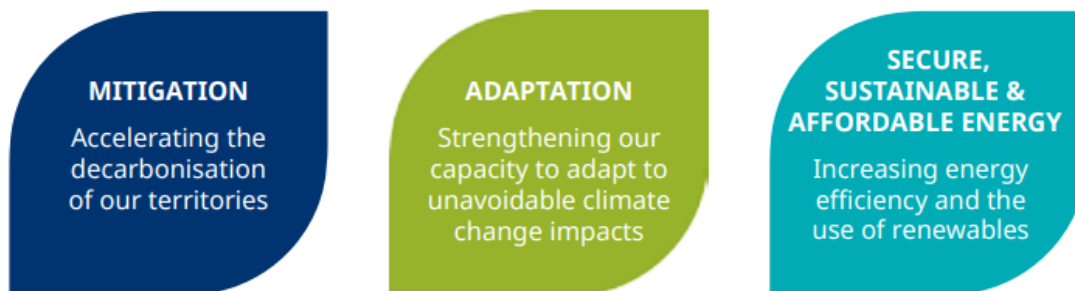 MITIGATION
Accelerating the
decarbonisation
of our territories
ADAPTATION
Strengthening our
capacity to adapt to
unavoidable climate
change impacts
SECURE,
SUSTAINABLE &
AFFORDABLE ENERGY
Increasing energy
efficiency and the
use of renewables